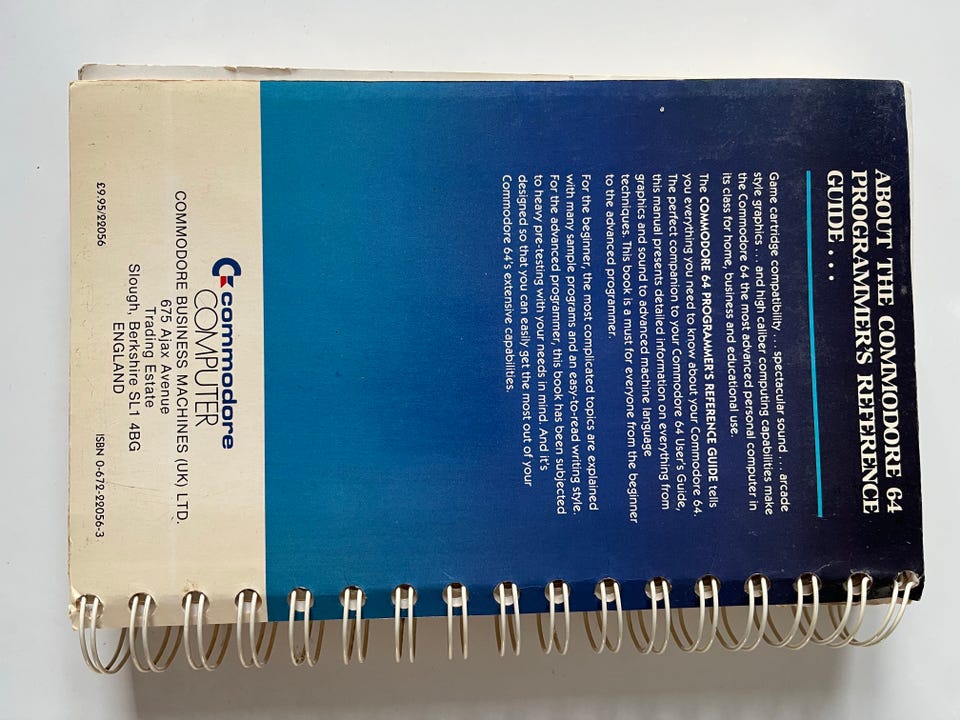 ABOUT THE COMMODORE 64
PROGRAMMER'S REFERENCE
GUIDE...
Game cartridge compatibility... spectacular sound... arcade
style graphics... and high caliber computing capabilities make
the Commodore 64 the most advanced personal computer in
its class for home, business and educational use.
The COMMODORE 64 PROGRAMMER'S REFERENCE GUIDE tells
you everything you need to know about your Commodore 64.
The perfect companion to your Commodore 64 User's Guide,
this manual presents detailed information on everything from
graphics and sound to advanced machine language
techniques. This book is a must for everyone from the beginner
to the advanced programmer.
For the beginner, the most complicated topics are explained
with many sample programs and an easy-to-read writing style.
For the advanced programmer, this book has been subjected
to heavy pre-testing with your needs in mind. And it's
designed so that you can easily get the most out of your
Commodore 64's extensive capabilities.
commodore
COMPUTER
COMMODORE BUSINESS MACHINES (UK) LTD.
675 Ajax Avenue
Trading Estate
Slough, Berkshire SL1 4BG
ENGLAND
£9.95/22056
ISBN 0-672-22056-3